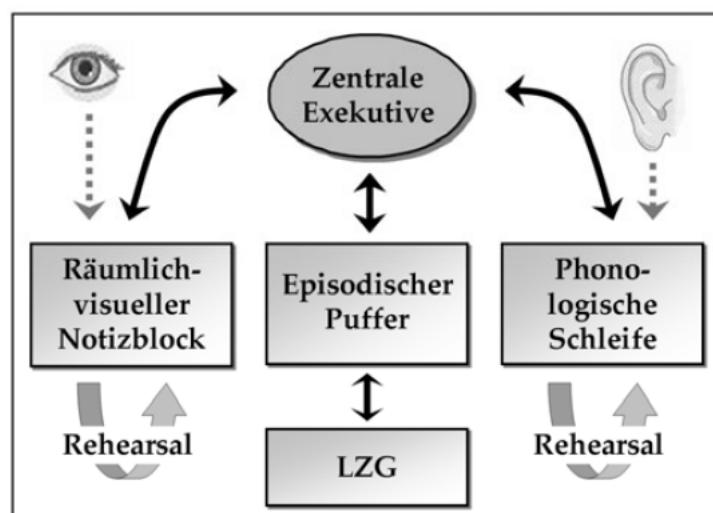 Zentrale
Exekutive
Räumlich-
visueller
Notizblock
Episodischer
Puffer
Phono-
logische
Schleife
Rehearsal
LZG
Rehearsal